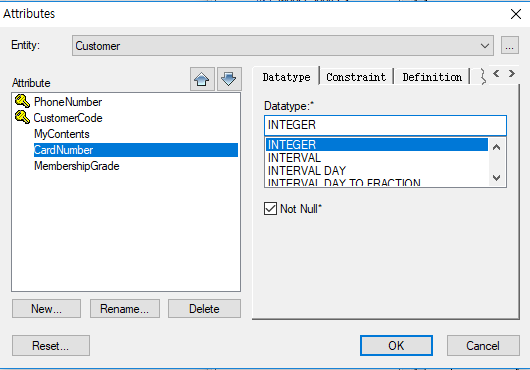 Attributes
Entity:
Customer
...
Attribute
PhoneNumber
CustomerCode
MyContents
CardNumber
MembershipGrade
New...
Rename...
Delete
Datatype
Constraint
Definition
Datatype:*
INTEGER
INTEGER
INTERVAL
INTERVAL DAY
INTERVAL DAY TO FRACTION
Not Null*
Reset...
OK
Cancel